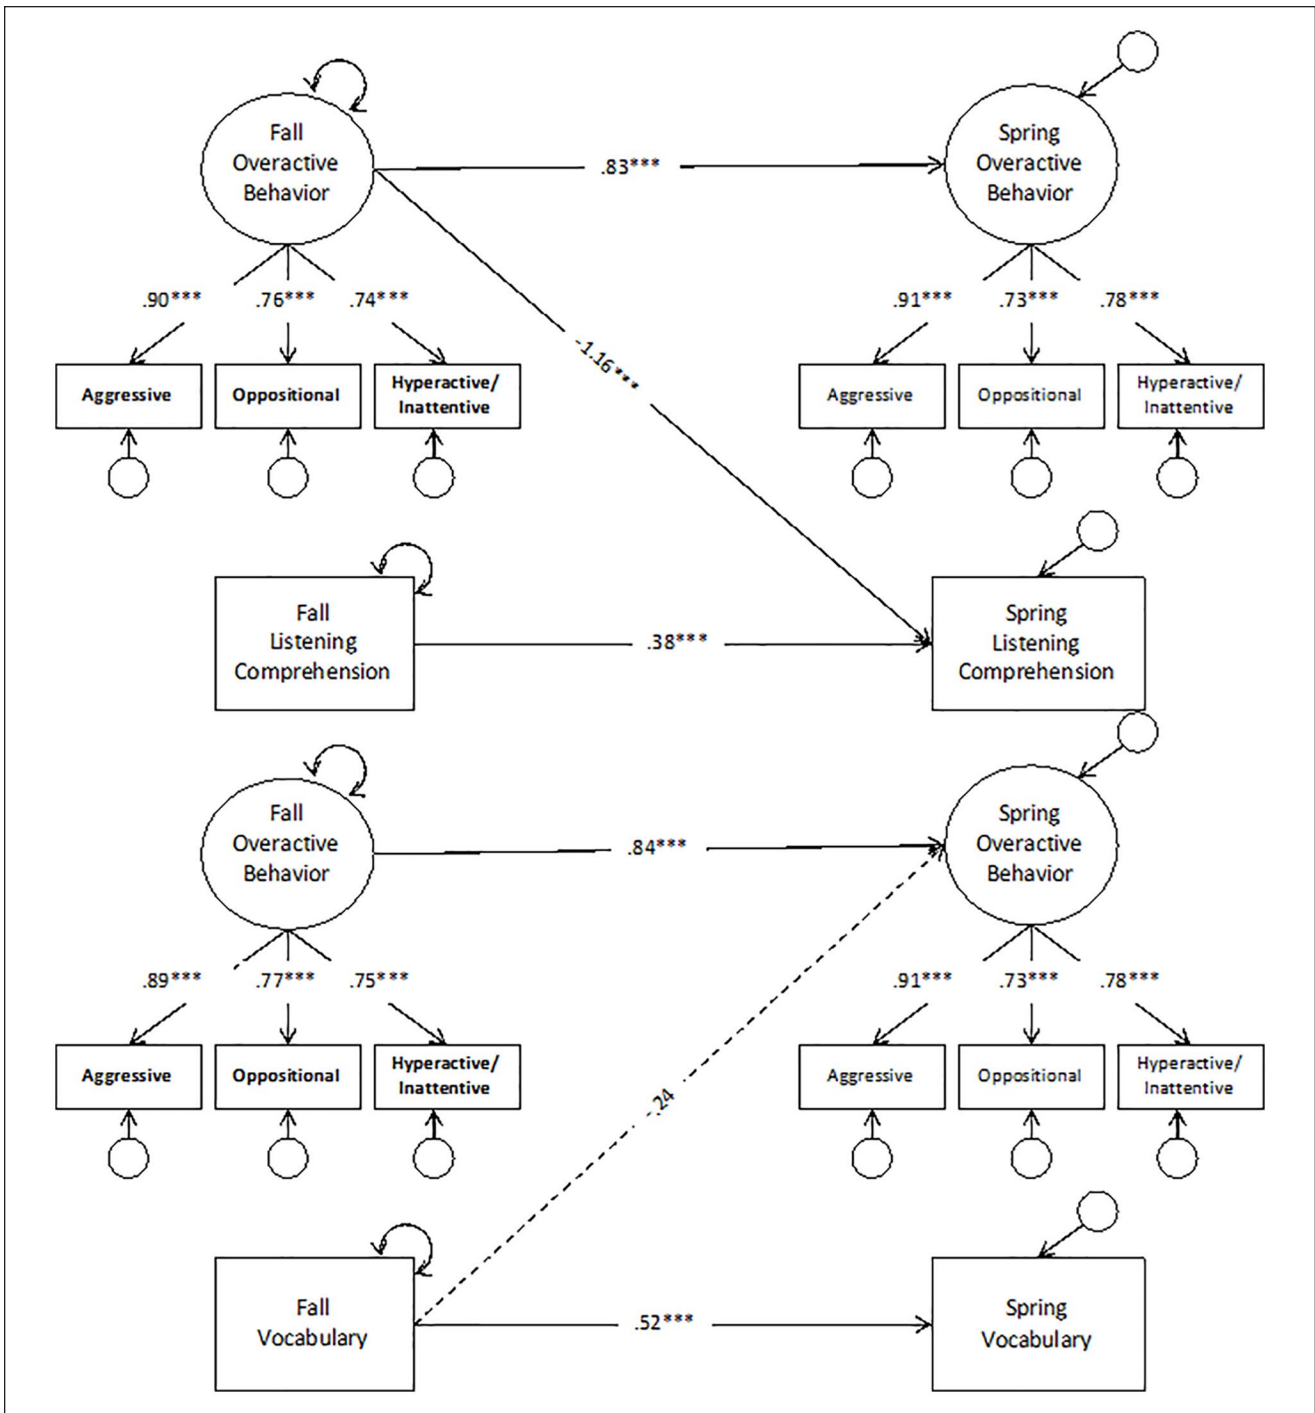 Fall
Overactive
Behavior
Spring
Overactive
Behavior
.83***
.90***
.76***
.74***
.91***
.73***
.78***
-1.16***
Aggressive
Oppositional
Hyperactive/
Inattentive
Aggressive
Oppositional
Hyperactive/
Inattentive
Fall
Listening
Comprehension
.38***
Spring
Listening
Comprehension
Fall
Overactive
Behavior
.84***
Spring
Overactive
Behavior
.89***
.77***
.75***
.91***
.73***
.78***
Aggressive
Oppositional
Hyperactive/
Inattentive
Aggressive
Oppositional
Hyperactive/
Inattentive
-.24
Fall
Vocabulary
.52***
Spring
Vocabulary